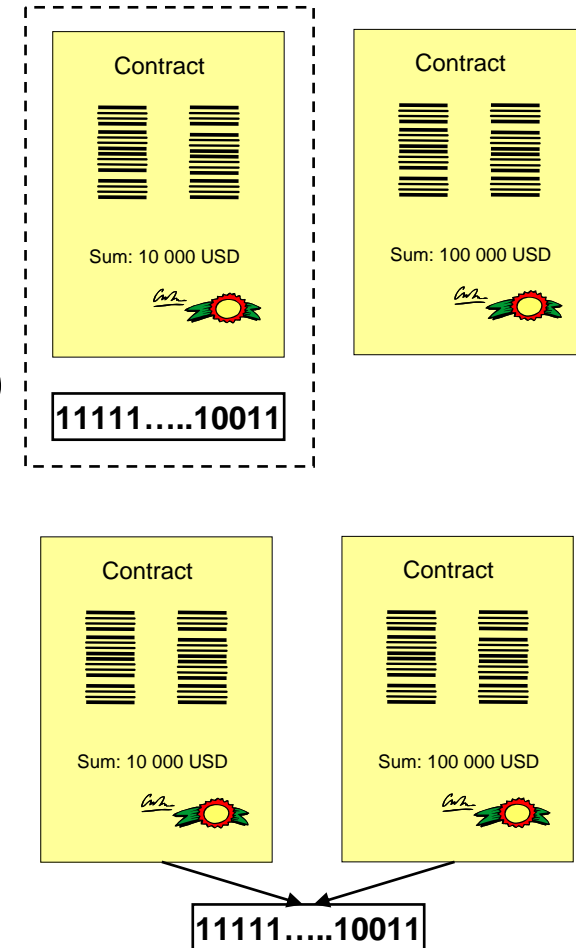 Contract
Sum: 10 000 USD
11111…..10011
Contract
Sum: 100 000 USD
)
Contract
Sum: 10 000 USD
Contract
Sum: 100 000 USD
11111…..10011